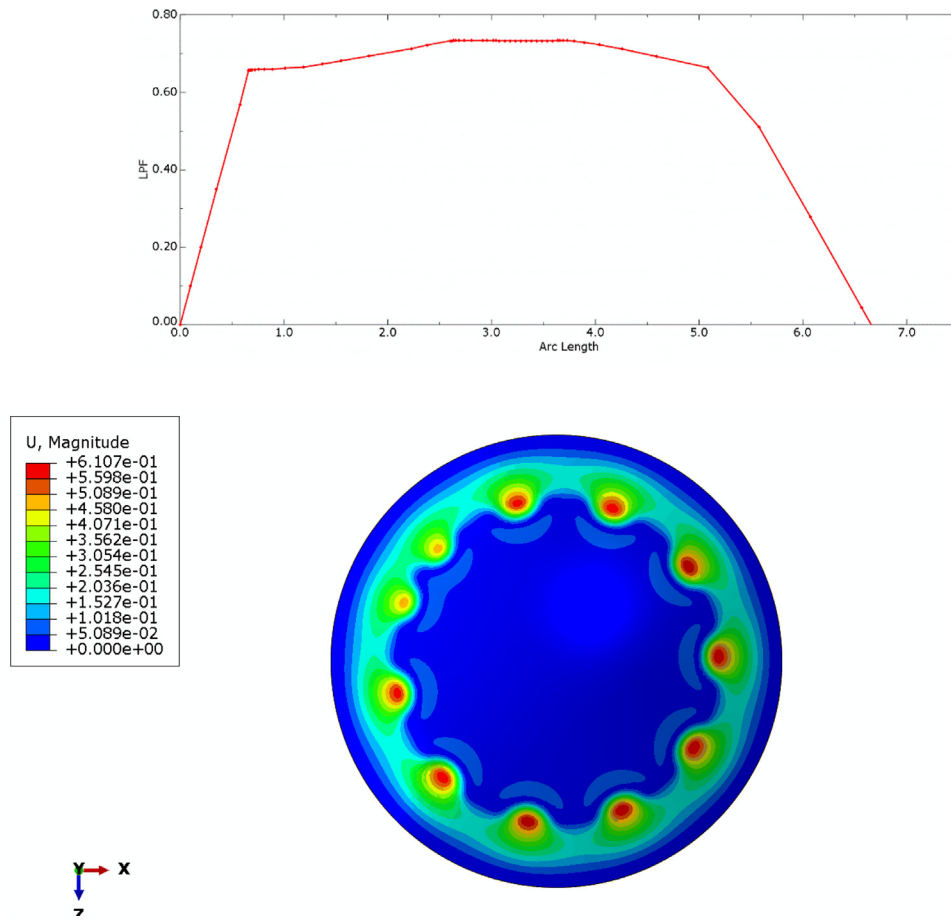 0.80
0.60
0.40
0.20
0.00
LPF
0.0 1.0 2.0 3.0 4.0 5.0 6.0 7.0
Arc Length
U, Magnitude
+6.107e-01
+5.598e-01
+5.089e-01
+4.580e-01
+4.071e-01
+3.562e-01
+3.054e-01
+2.545e-01
+2.036e-01
+1.527e-01
+1.018e-01
+5.089e-02
+0.000e+00
Y X
Z